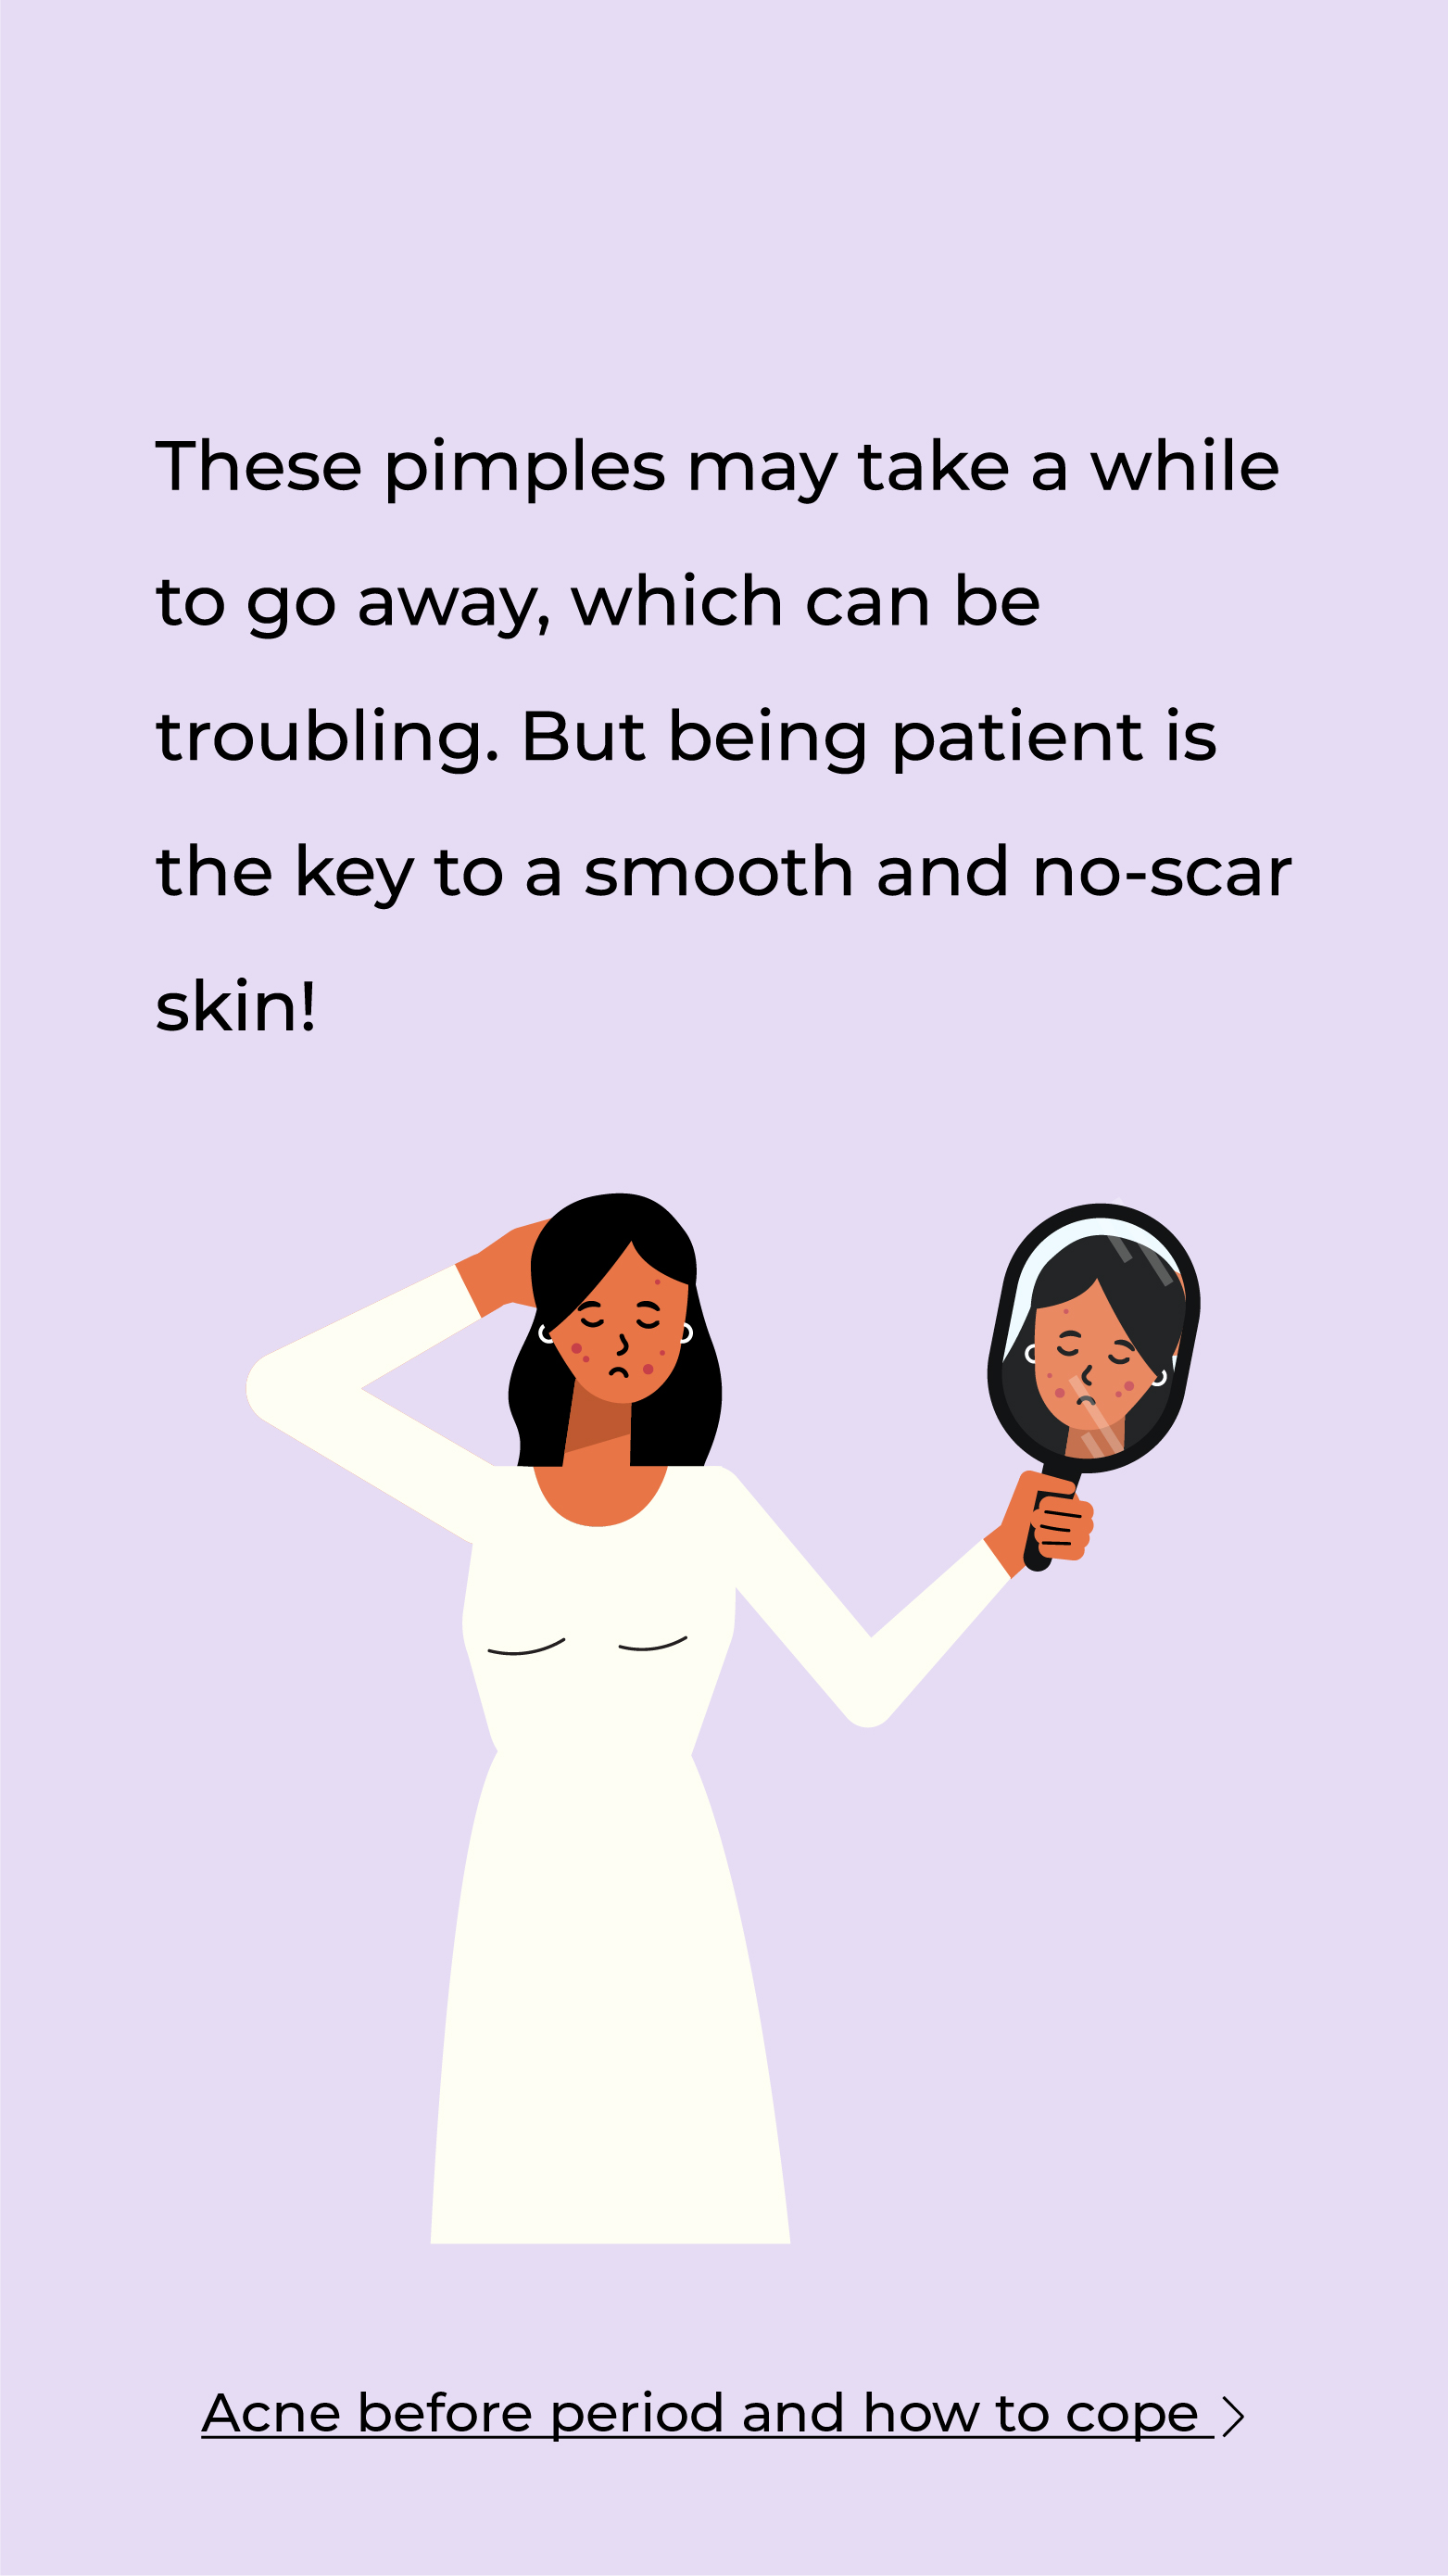 These pimples may take a while
to go away, which can be
troubling. But being patient is
the key to a smooth and no-scar
skin!
Acne before period and how to cope